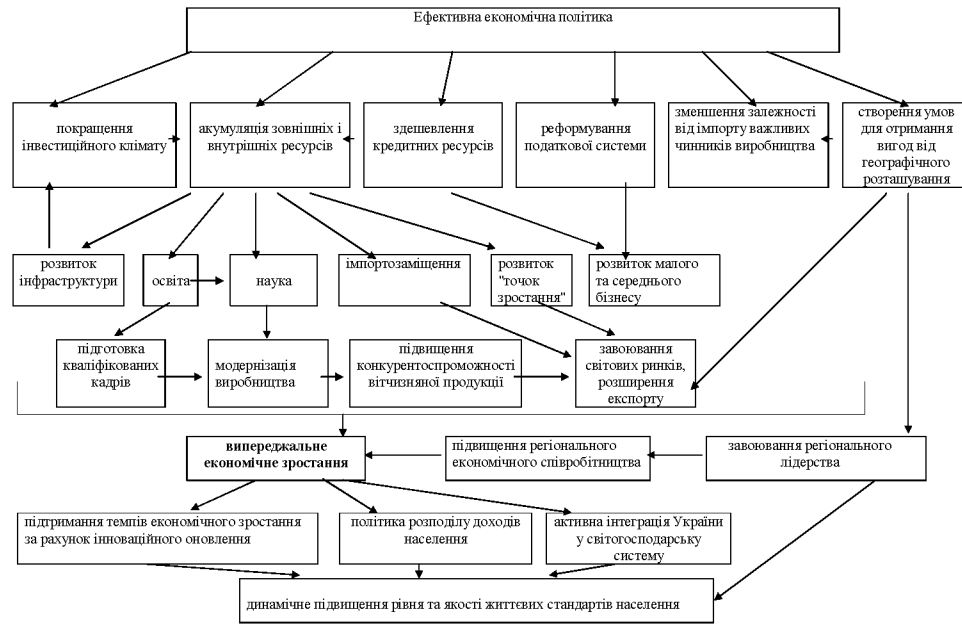 Ефективна економічна політика
покращення
інвестиційного клімату
акумуляція зовнішніх і
внутрішніх ресурсів
здешевлення
кредитних ресурсів
реформування
податкової системи
зменшення залежності
від імпорту важливих
чинників виробництва
створення умов
для отримання
вигод від
географічного
розташування
розвиток
інфраструктури
освіта
наука
імпортозаміщення
розвиток
"точок
зростання"
розвиток малого
та середнього
бізнесу
підготовка
кваліфікованих
кадрів
модернізація
виробництва
підвищення
конкурентоспроможності
вітчизняної продукції
завоювання
світових ринків,
розширення
експорту
випереджальне
економічне зростання
підвищення регіонального
економічного співробітництва
завоювання регіонального
лідерства
підтримання темпів економічного зростання
за рахунок інноваційного оновлення
політика розподілу доходів
населення
активна інтеграція України
у світогосподарську
систему
динамічне підвищення рівня та якості життєвих стандартів населення